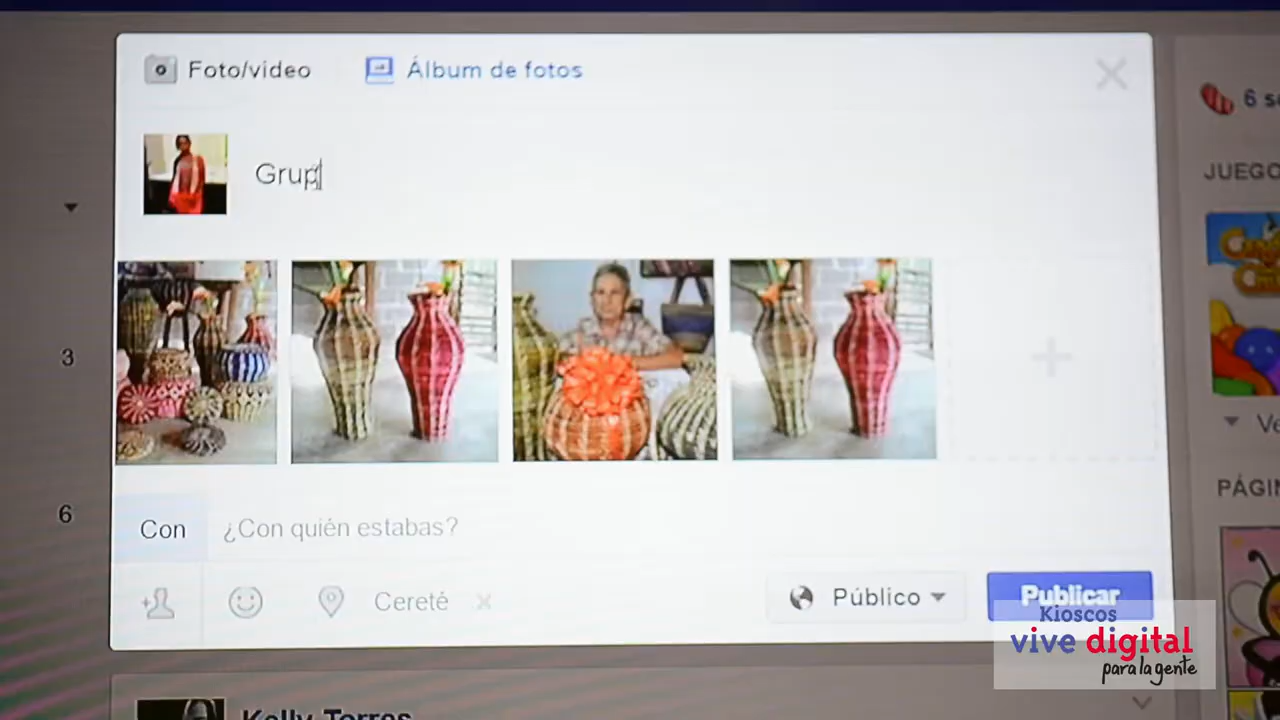 Foto/video
Álbum de fotos
6
JUEGO
Grup
3
6
Con
¿Con quién estabas?
Cereté
Público
Publicar
PÁGIN
Kioscos
vive digital
para la gente
Kelly Torres